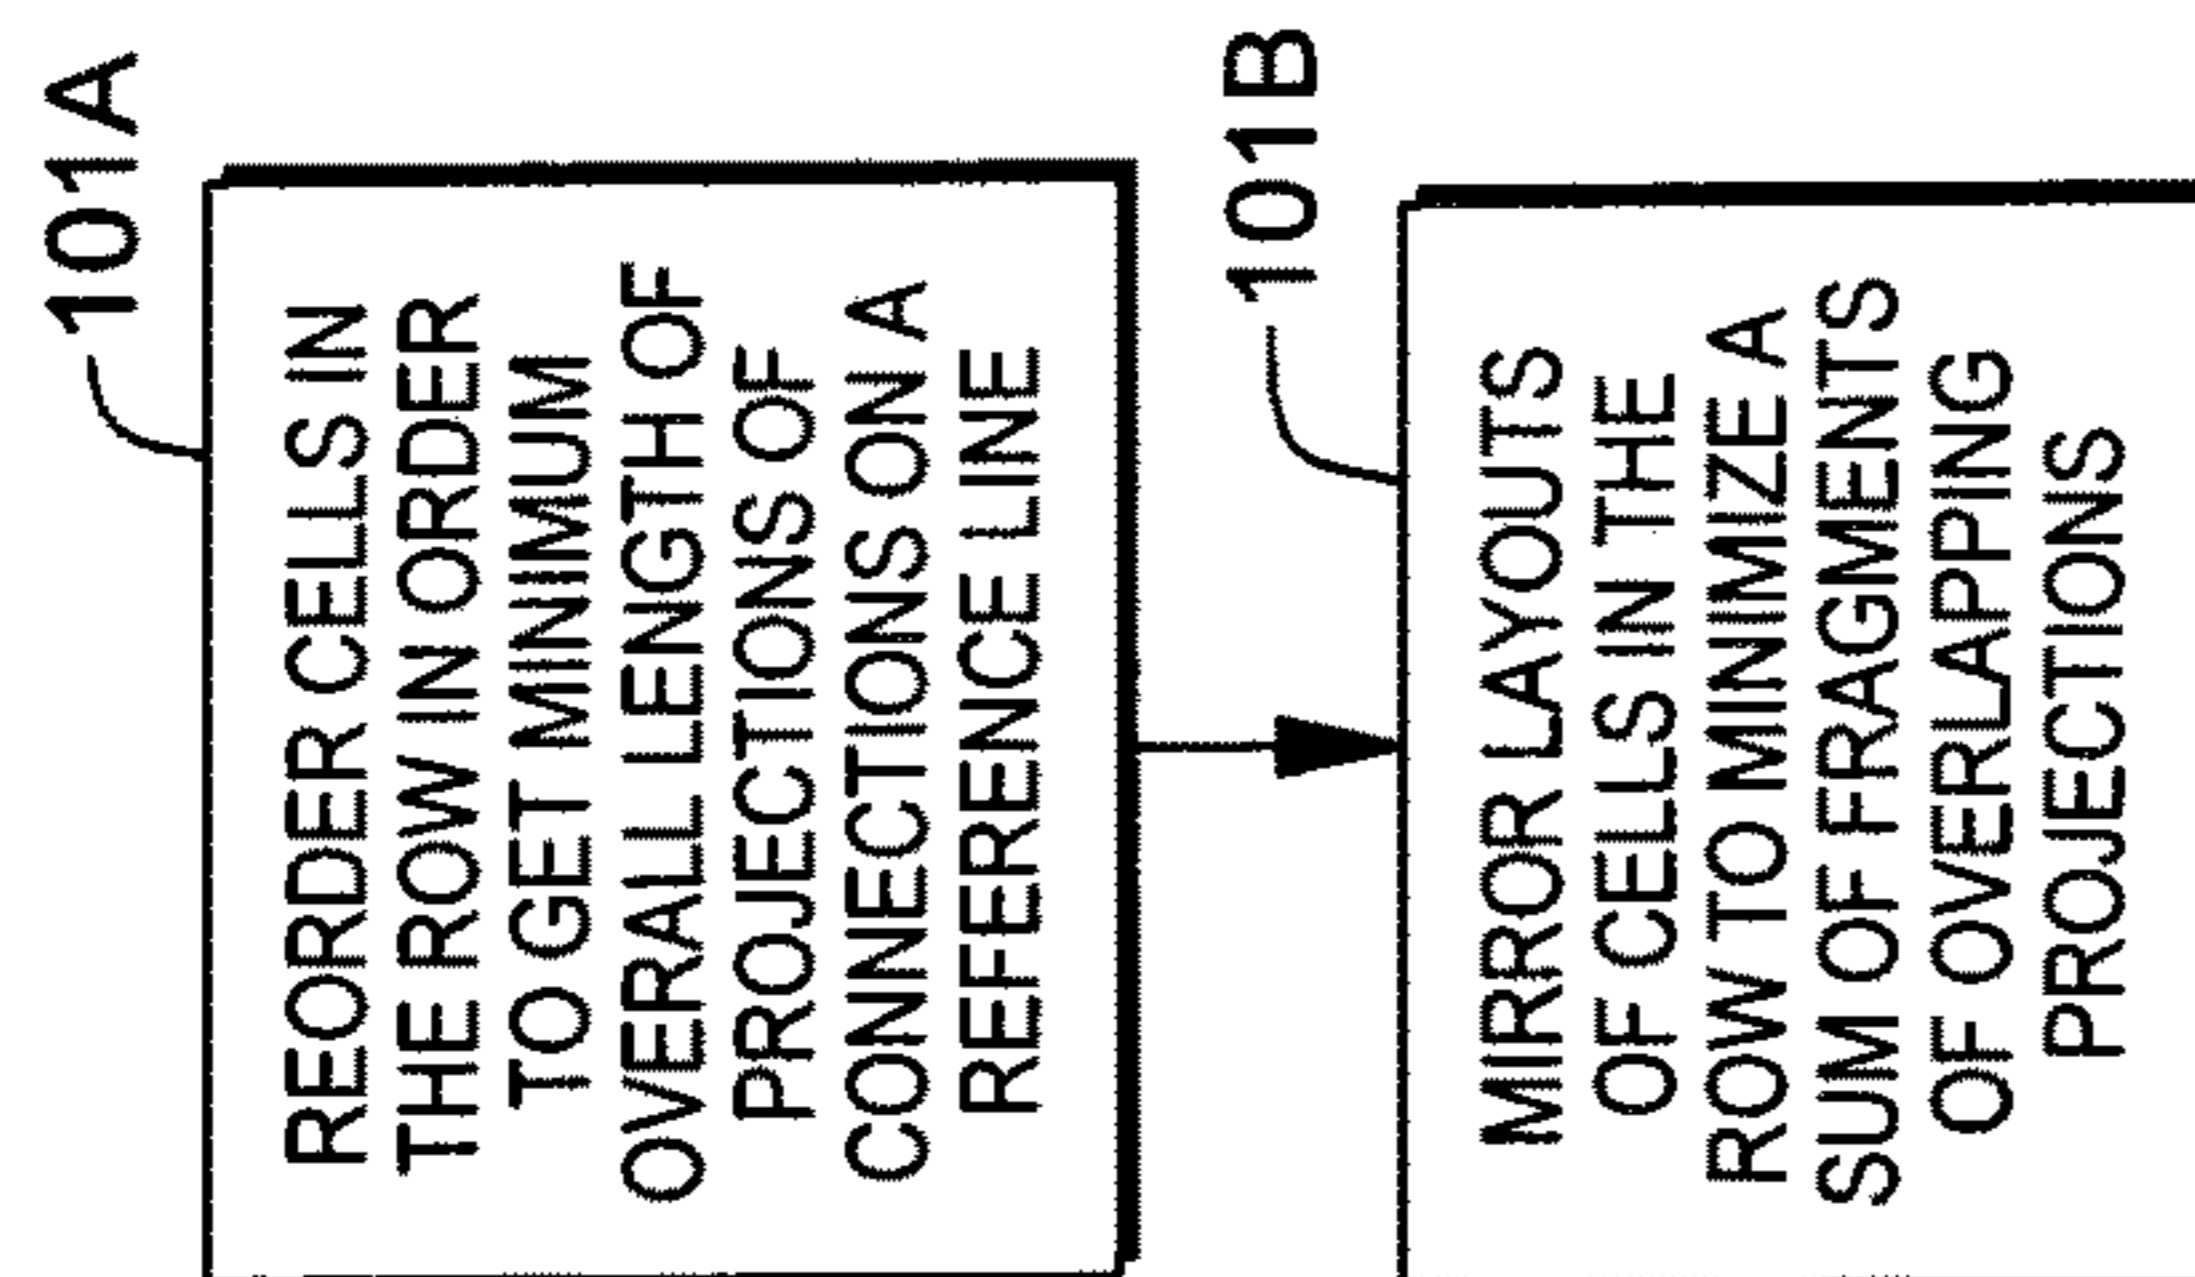 101A
REORDER CELLS IN
THE ROW IN ORDER
TO GET MINIMUM
OVERALL LENGTH OF
PROJECTIONS OF
CONNECTIONS ON A
REFERENCE LINE
101B
MIRROR LAYOUTS
OF CELLS IN THE
ROW TO MINIMIZE A
SUM OF FRAGMENTS
OF OVERLAPPING
PROJECTIONS